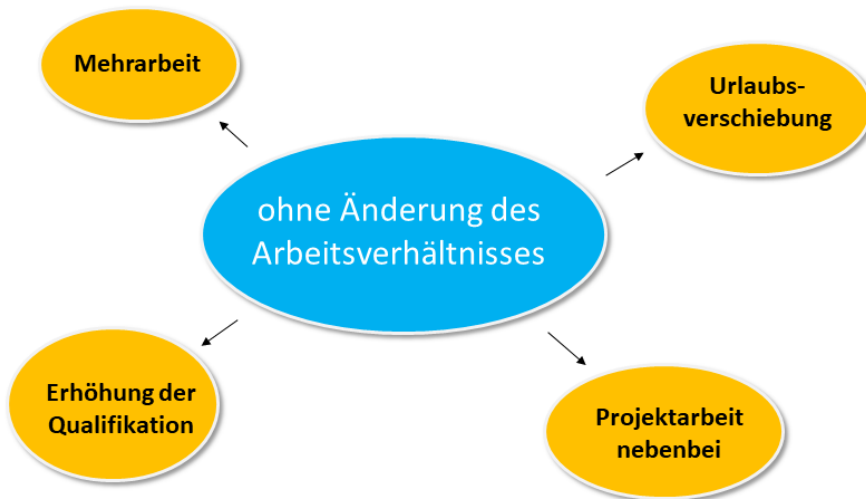 Mehrarbeit
Urlaubs-
verschiebung
ohne Änderung des
Arbeitsverhältnisses
Erhöhung der
Qualifikation
Projektarbeit
nebenbei